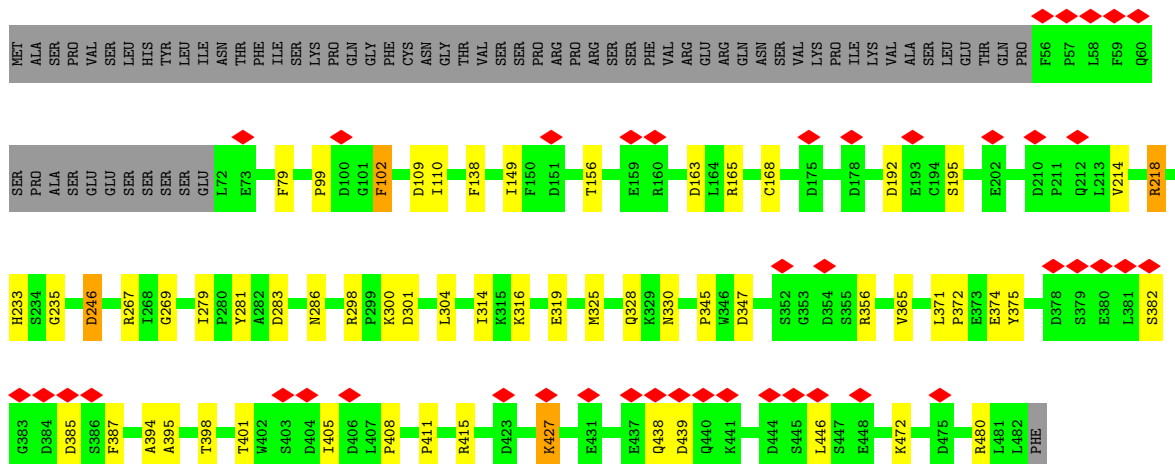 MET ALA SER PRO VAL SER LEU HIS TYR LEU ILE ASN THR PHE ILE SER LYS PRO GLN GLY PHE CYS ASN GLY THR VAL SER SER PRO ARG PRO ARG SER SER PHE VAL ARG GLU ARG GLN ASN SER VAL LYS PRO ILE LYS VAL ALA SER LEU GLU THR GLN PRO F56 P57 L58 F59 Q60
SER PRO ALA SER GLU GLU SER SER SER SER GLU L72 E73 F79 P99 D100 G101 F102 D109 I110 F138 I149 F150 D151 T156 E159 R160 D163 L164 R165 C168 D175 D178 D192 E193 C194 S195 E202 D210 P211 Q212 L213 V214 R218
H233 S234 G235 D246 R267 I268 G269 I279 P280 Y281 A282 D283 N286 R298 P299 K300 D301 L304 I314 K315 K316 E319 M325 Q328 K329 N330 P345 W346 D347 S352 G353 D354 S355 R356 V365 L371 P372 E373 E374 Y375 D378 S379 E380 L381 S382
G383 D384 D385 S386 F387 A394 A395 T398 T401 W402 S403 D404 I405 D406 L407 P408 P411 R415 D423 K427 E431 E437 Q438 D439 Q440 K441 D444 S445 L446 S447 E448 K472 D475 R480 L481 L482 PHE